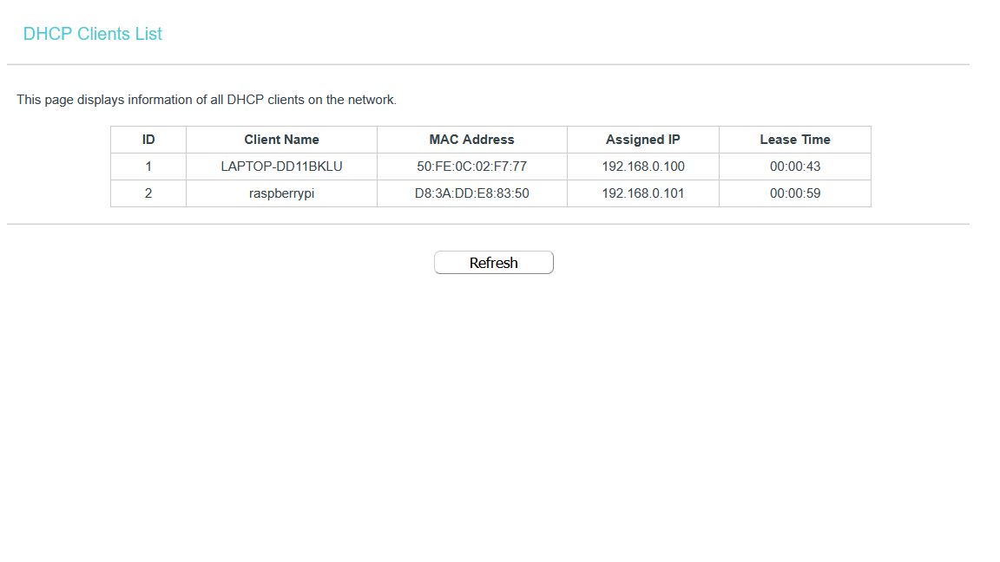 DHCP Clients List
This page displays information of all DHCP clients on the network.
ID Client Name MAC Address Assigned IP Lease Time
1 LAPTOP-DD11BKLU 50:FE:0C:02:F7:77 192.168.0.100 00:00:43
2 raspberrypi D8:3A:DD:E8:83:50 192.168.0.101 00:00:59
Refresh